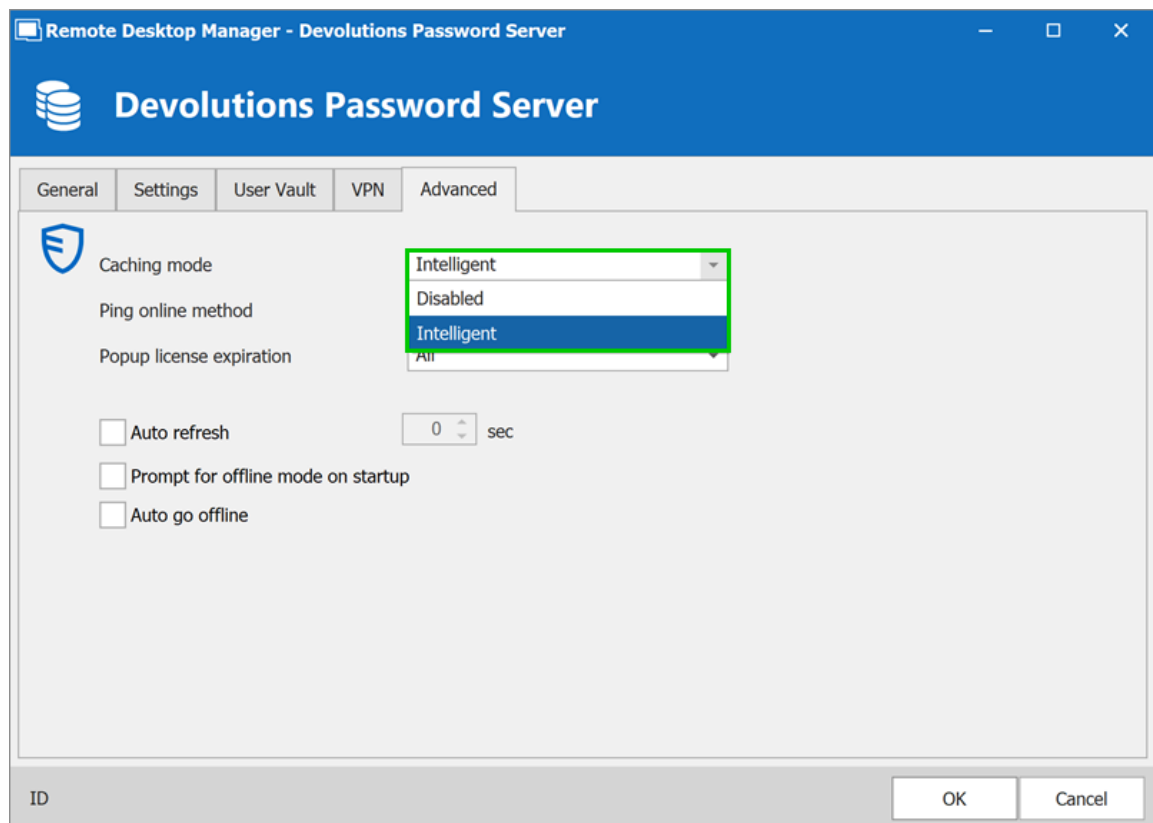 Remote Desktop Manager - Devolutions Password Server
Devolutions Password Server
General Settings User Vault VPN Advanced
Caching mode Intelligent
Disabled
Ping online method
Intelligent
Popup license expiration All
Auto refresh 0 sec
Prompt for offline mode on startup
Auto go offline
ID OK Cancel